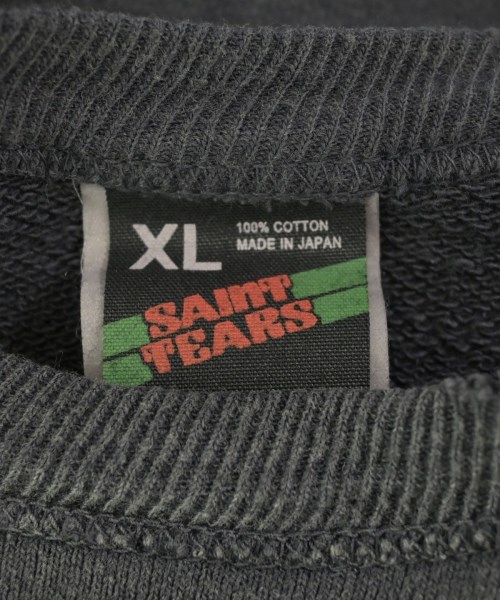 XL
100% COTTON
MADE IN JAPAN
SAINT
TEARS